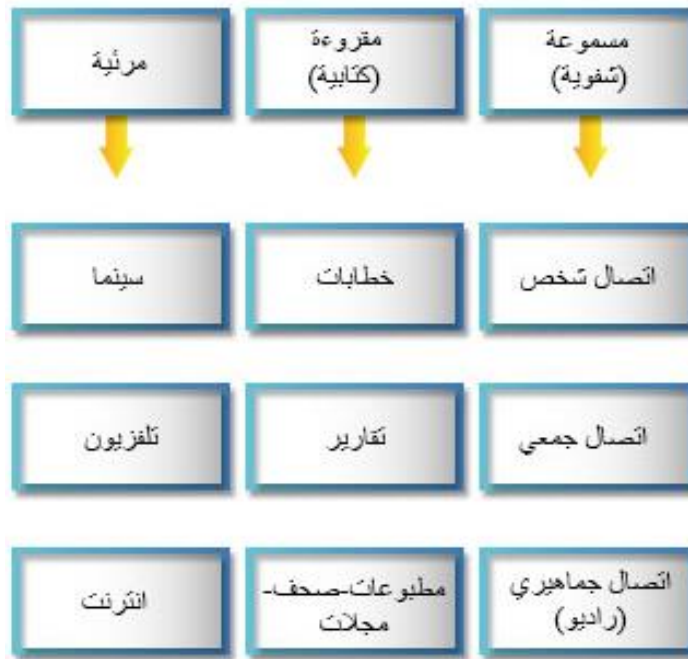 مسموعة
(شفوية)
مقروءة
(كتابية)
مرئية
اتصال شخص
خطابات
سينما
اتصال جمعي
تقارير
تلفزيون
اتصال جماهيري
(راديو)
مطبوعات-صحف-
مجلات
انترنت